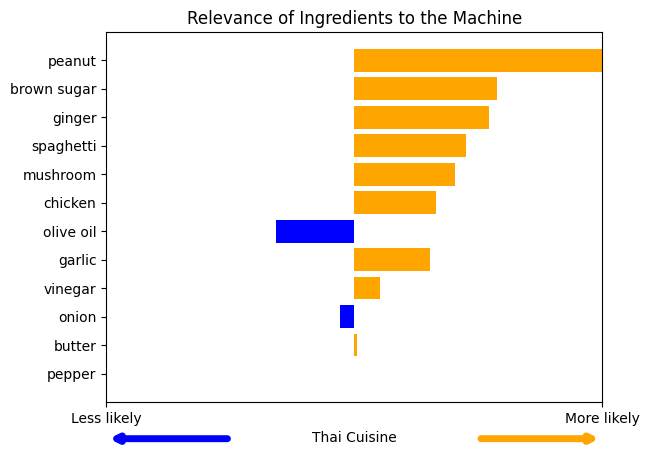 Relevance of Ingredients to the Machine
peanut
brown sugar
ginger
spaghetti
mushroom
chicken
olive oil
garlic
vinegar
onion
butter
pepper
Less likely
More likely
Thai Cuisine